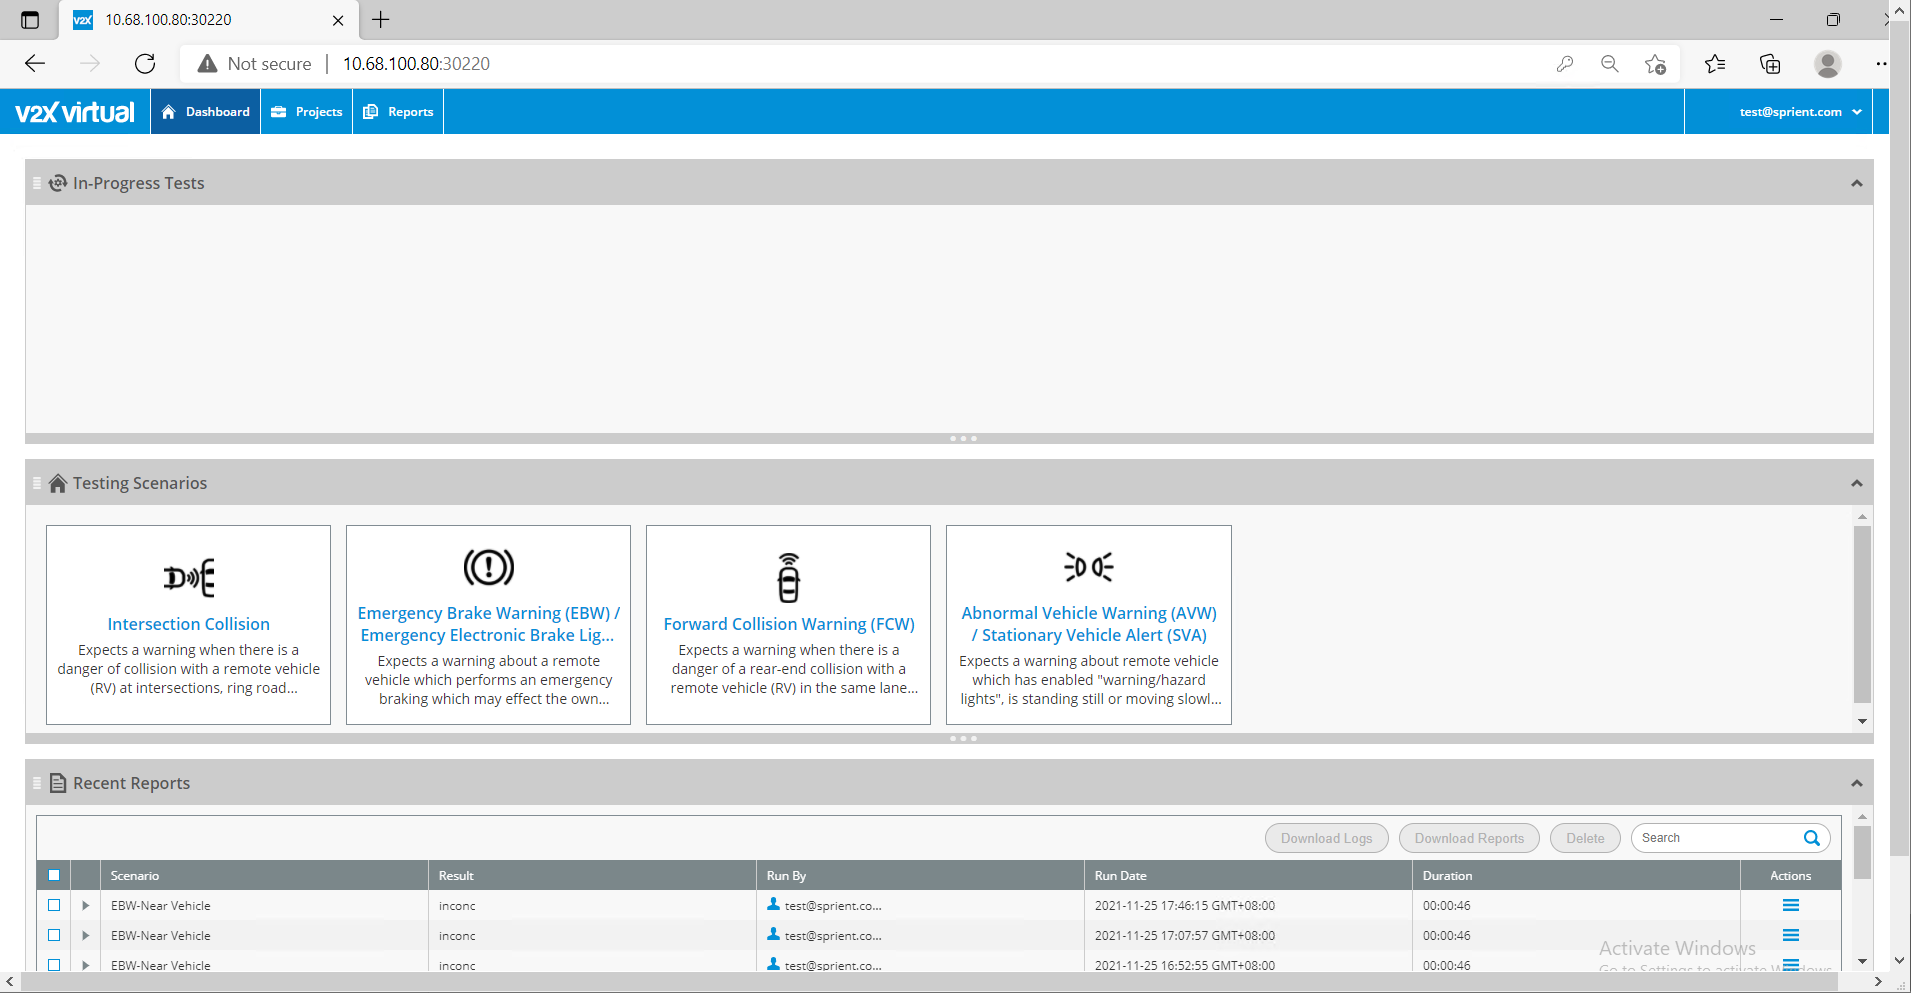 V2X 10.68.100.80:30220
Not secure 10.68.100.80:30220
v2x virtual Dashboard Projects Reports test@sprient.com
In-Progress Tests
Testing Scenarios
Intersection Collision
Expects a warning when there is a
danger of collision with a remote vehicle
(RV) at intersections, ring road...
Emergency Brake Warning (EBW) /
Emergency Electronic Brake Lig...
Expects a warning about a remote
vehicle which performs an emergency
braking which may effect the own...
Forward Collision Warning (FCW)
Expects a warning when there is a
danger of a rear-end collision with a
remote vehicle (RV) in the same lane...
Abnormal Vehicle Warning (AVW)
/ Stationary Vehicle Alert (SVA)
Expects a warning about remote vehicle
which has enabled "warning/hazard
lights", is standing still or moving slowl...
Recent Reports
Download Logs Download Reports Delete Search
Scenario Result Run By Run Date Duration Actions
EBW-Near Vehicle inconc test@sprient.co... 2021-11-25 17:46:15 GMT+08:00 00:00:46
EBW-Near Vehicle inconc test@sprient.co... 2021-11-25 17:07:57 GMT+08:00 00:00:46
EBW-Near Vehicle inconc test@sprient.co... 2021-11-25 16:52:55 GMT+08:00 00:00:46
Activate Windows
Go to Settings to activate Windows